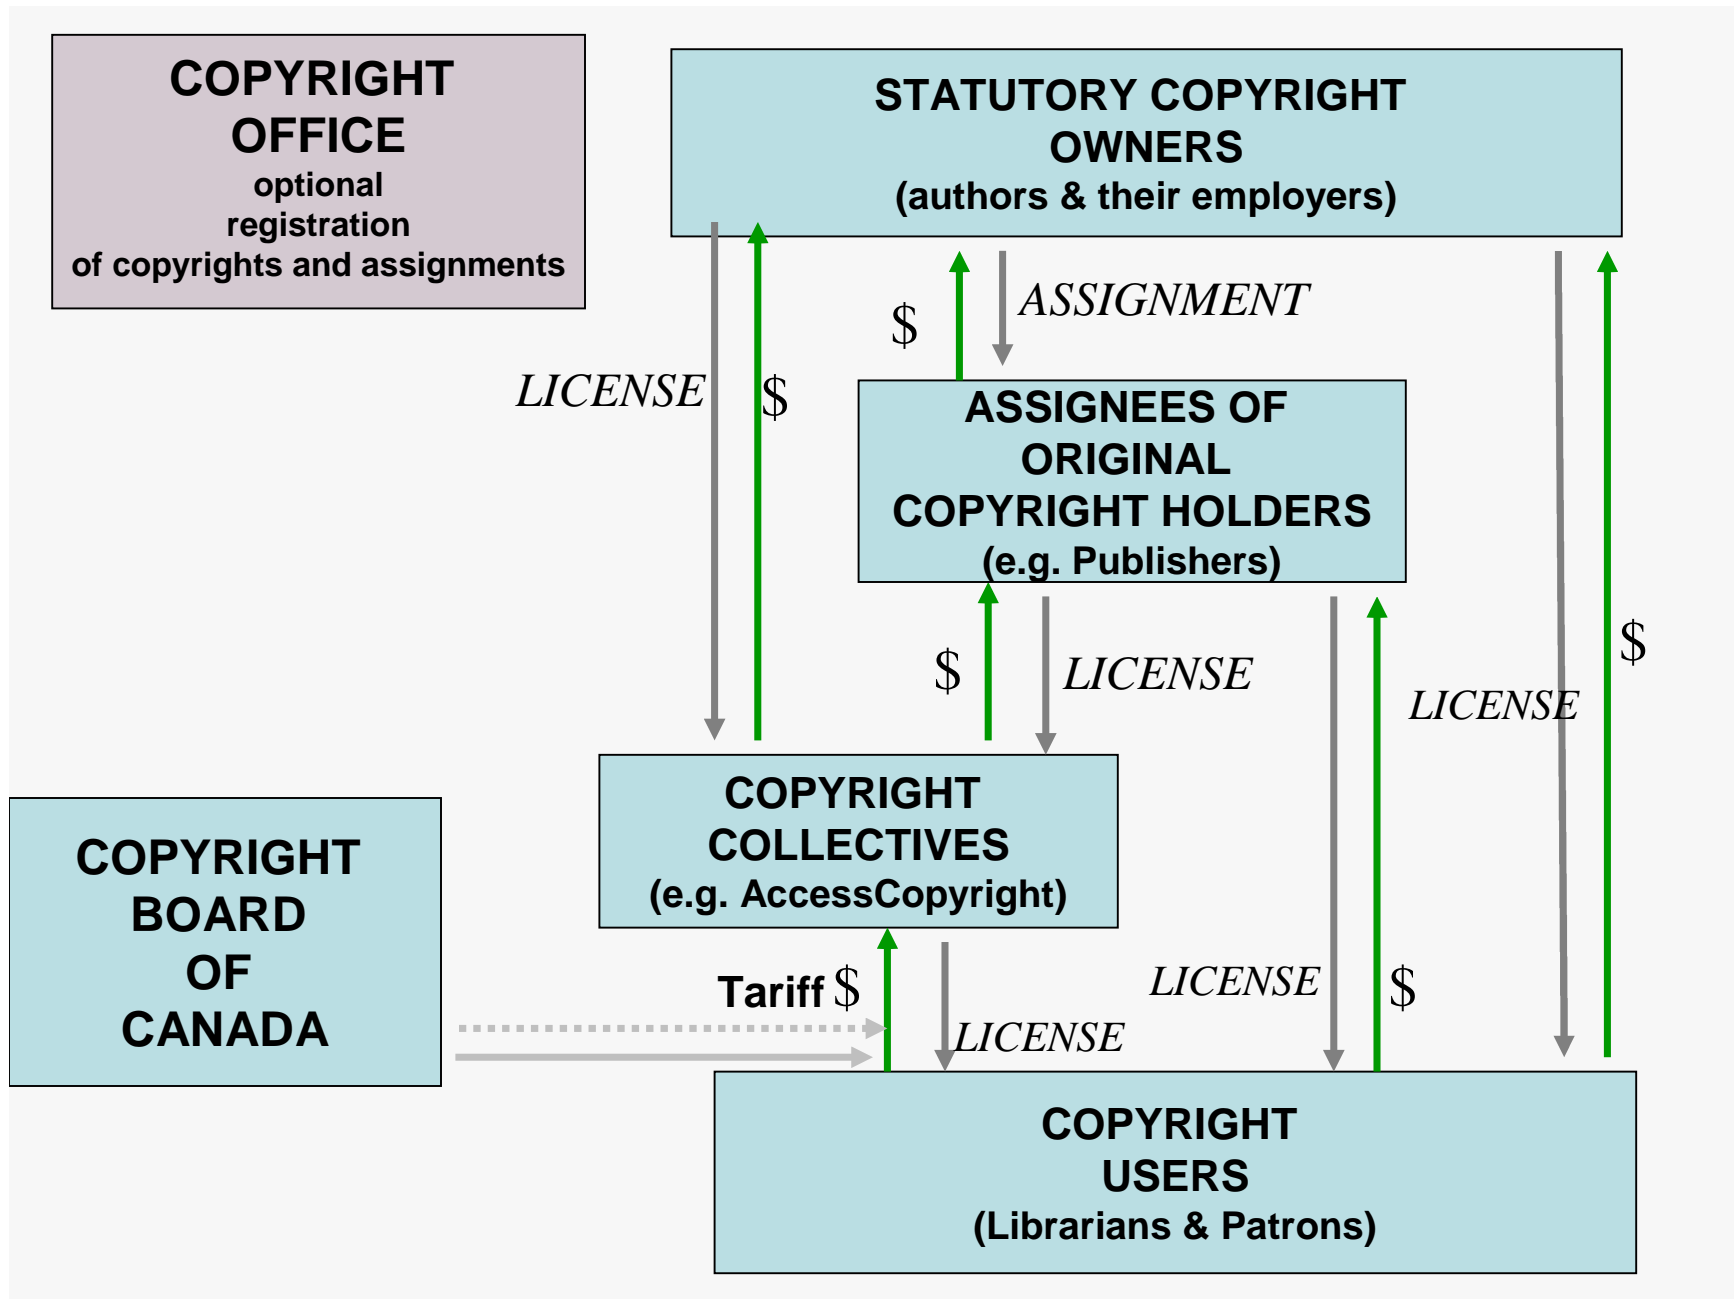 COPYRIGHT
OFFICE
optional
registration
of copyrights and assignments
STATUTORY COPYRIGHT
OWNERS
(authors & their employers)
$
ASSIGNMENT
LICENSE
$
ASSIGNEES OF
ORIGINAL
COPYRIGHT HOLDERS
(e.g. Publishers)
$
LICENSE
LICENSE
$
COPYRIGHT
COLLECTIVES
(e.g. AccessCopyright)
COPYRIGHT
BOARD
OF
CANADA
Tariff $
LICENSE
LICENSE
$
COPYRIGHT
USERS
(Librarians & Patrons)